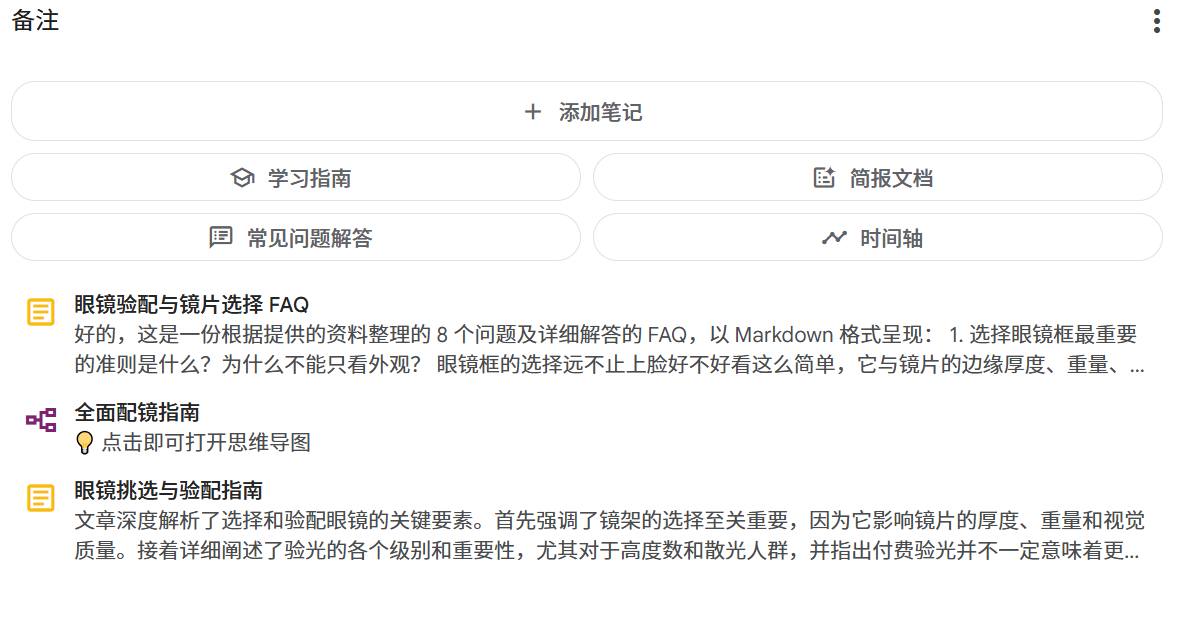 备注
添加笔记
学习指南
简报文档
常见问题解答
时间轴
眼镜验配与镜片选择 FAQ
好的，这是一份根据提供的资料整理的 8 个问题及详细解答的 FAQ，以 Markdown 格式呈现： 1. 选择眼镜框最重要
的准则是什么？为什么不能只看外观？ 眼镜框的选择远不止上脸好不好看这么简单，它与镜片的边缘厚度、重量、...
全面配镜指南
点击即可打开思维导图
眼镜挑选与验配指南
文章深度解析了选择和验配眼镜的关键要素。首先强调了镜架的选择至关重要，因为它影响镜片的厚度、重量和视觉
质量。接着详细阐述了验光的各个级别和重要性，尤其对于高度数和散光人群，并指出付费验光并不一定意味着更...